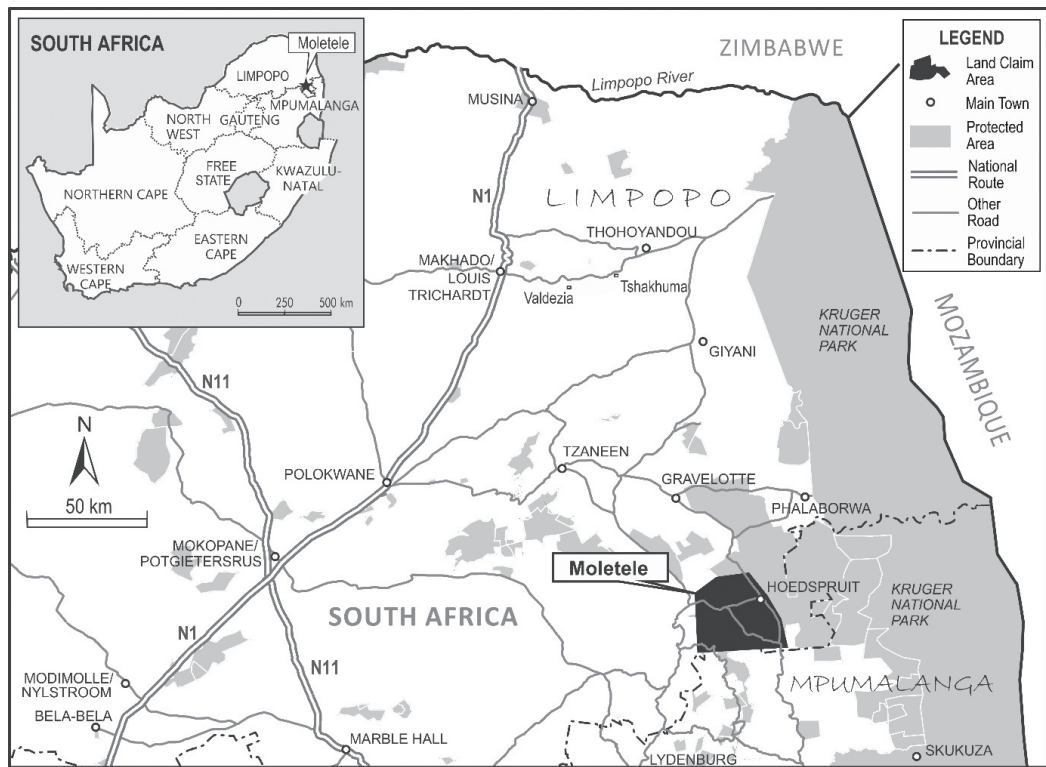 SOUTH AFRICA
Moletele
LIMPOPO
MPUMALANGA
NORTH
WEST
GAUTENG
FREE
STATE
KWAZULU-
NATAL
NORTHERN CAPE
EASTERN
CAPE
WESTERN
CAPE
0 250 500 km
ZIMBABWE
Limpopo River
MUSINA
LEGEND
Land Claim
Area
Main Town
Protected
Area
National
Route
Other
Road
Provincial
Boundary
N1
LIMPOPO
THOHOYANDOU
MAKHADO/
LOUIS
TRICHARDT
Valdezia
Tshakhuma
KRUGER
NATIONAL
PARK
MOZAMBIQUE
GIYANI
N11
N
50 km
POLOKWANE
TZANEEN
GRAVELOTTE
PHALABORWA
MOKOPANE/
POTGIETERSRUS
Moletele
HOEDSPRUIT
KRUGER
NATIONAL
PARK
SOUTH AFRICA
N1
N11
MPUMALANGA
MODIMOLLE/
NYLSTROOM
BELA-BELA
MARBLE HALL
LYDENBURG
SKUKUZA